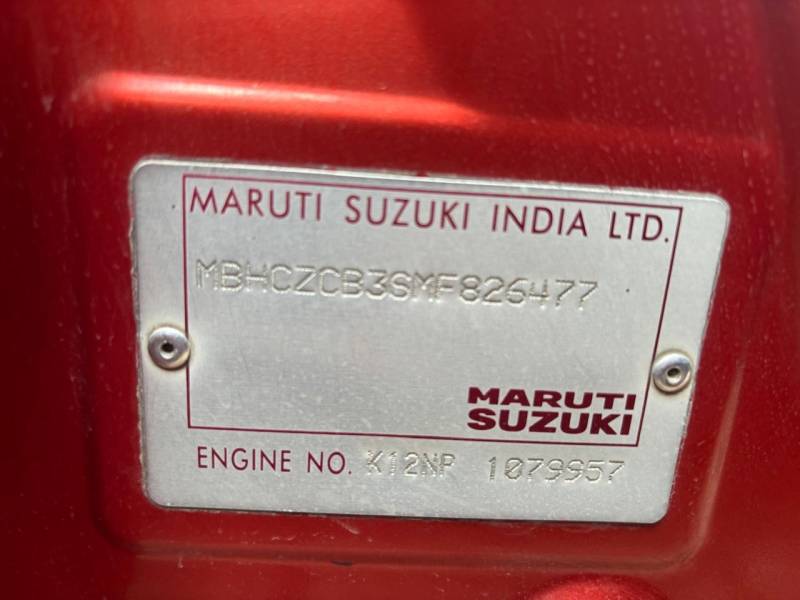 MARUTI SUZUKI INDIA LTD.
MBHCZCB3SMF826477
MARUTI
SUZUKI
ENGINE NO. K12NP 1079957